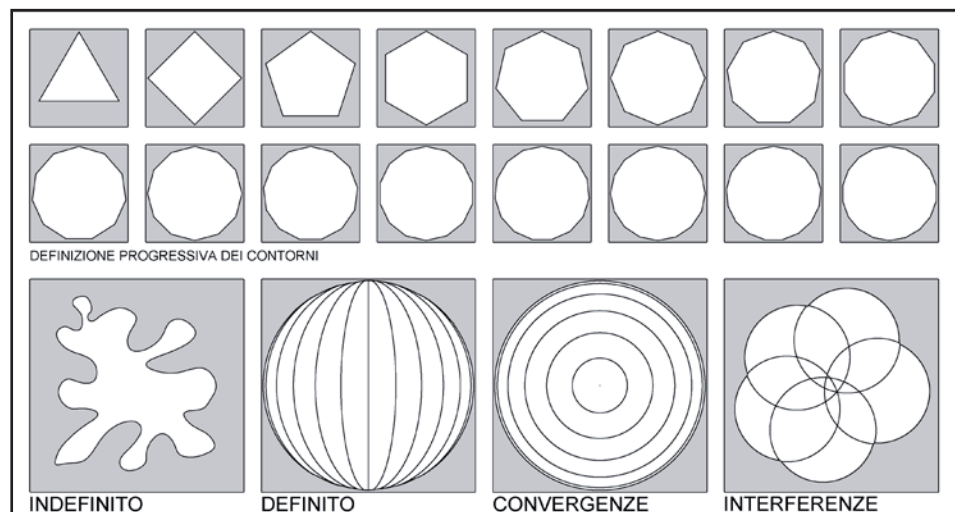 DEFINIZIONE PROGRESSIVA DEI CONTORNI
INDEFINITO
DEFINITO
CONVERGENZE
INTERFERENZE